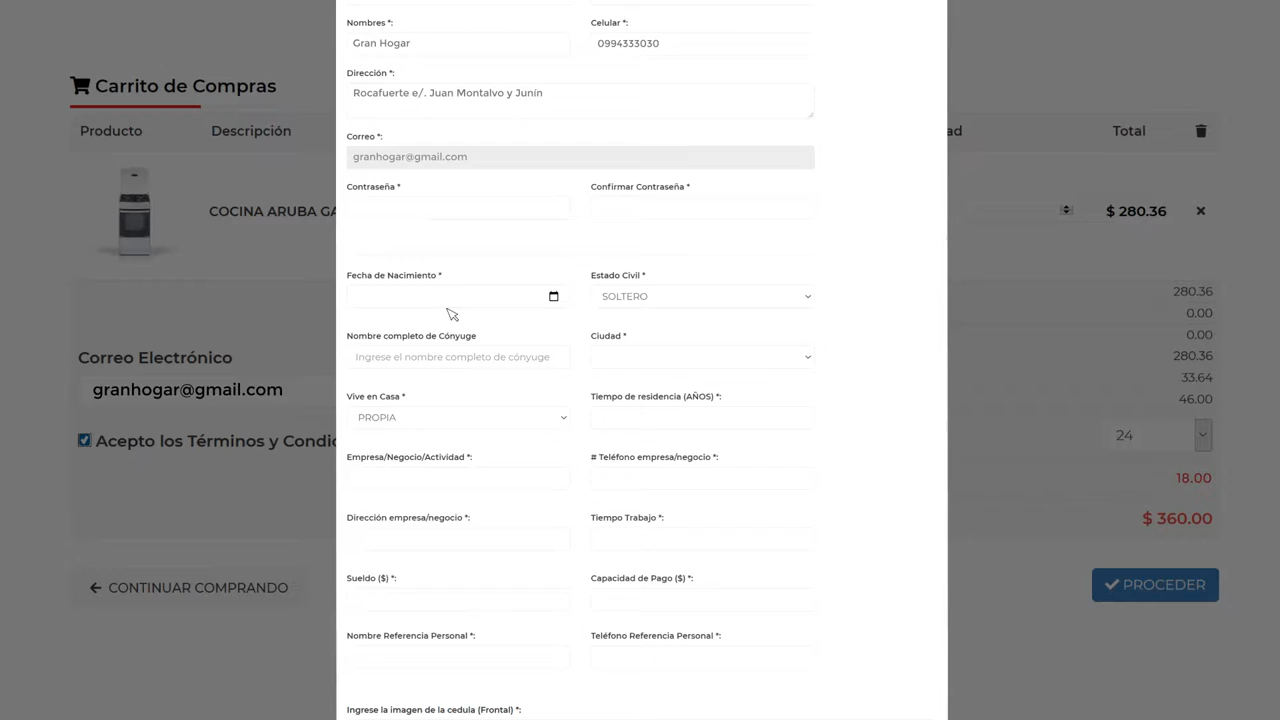 Nombres *:
Celular *:
Gran Hogar
0994333030
Dirección *:
Rocafuerte e/. Juan Montalvo y Junín
Correo *:
granhogar@gmail.com
Contraseña *
Confirmar Contraseña *
Fecha de Nacimiento *
Estado Civil *
SOLTERO
Nombre completo de Cónyuge
Ciudad *
Ingrese el nombre completo de cónyuge
Vive en Casa *
Tiempo de residencia (AÑOS) *:
PROPIA
Empresa/Negocio/Actividad *:
# Teléfono empresa/negocio *:
Dirección empresa/negocio *:
Tiempo Trabajo *:
Sueldo ($) *:
Capacidad de Pago ($) *:
Nombre Referencia Personal *:
Teléfono Referencia Personal *:
Ingrese la imagen de la cedula (Frontal) *:
Carrito de Compras
Producto
Descripción
ad
Total
COCINA ARUBA GA
$ 280.36
280.36
0.00
0.00
280.36
33.64
46.00
24
18.00
$ 360.00
Correo Electrónico
granhogar@gmail.com
Acepto los Términos y Condic
CONTINUAR COMPRANDO
PROCEDER